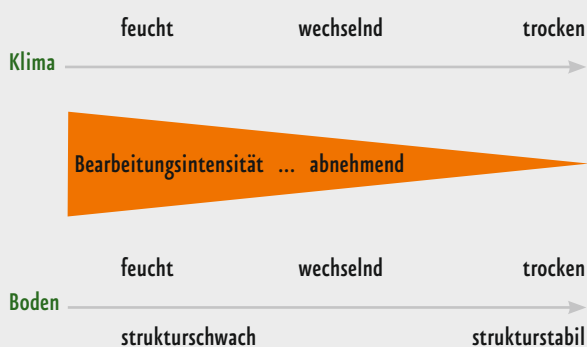 feucht wechselnd trocken
Klima
Bearbeitungsintensität ... abnehmend
feucht wechselnd trocken
Boden
strukturschwach strukturstabil